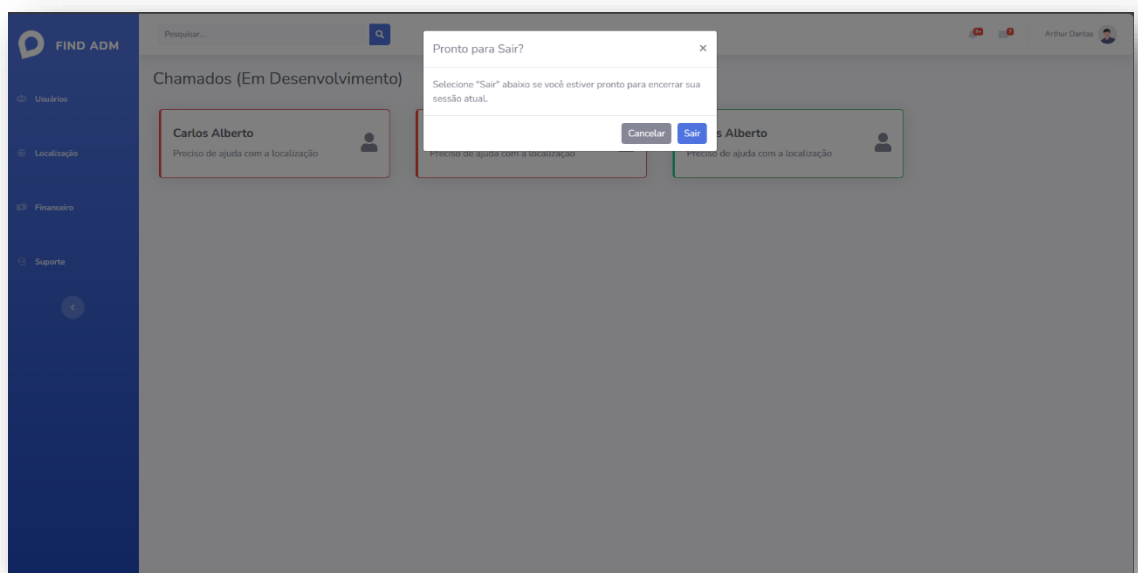 FIND ADM
Pesquisar...
3+
7
Arthur Dantas
Usuários
Localização
Financeiro
Suporte
Chamados (Em Desenvolvimento)
Carlos Alberto
Preciso de ajuda com a localização
Preciso de ajuda com a localização
s Alberto
Preciso de ajuda com a localização
Pronto para Sair?
×
Selecione "Sair" abaixo se você estiver pronto para encerrar sua
sessão atual.
Cancelar
Sair